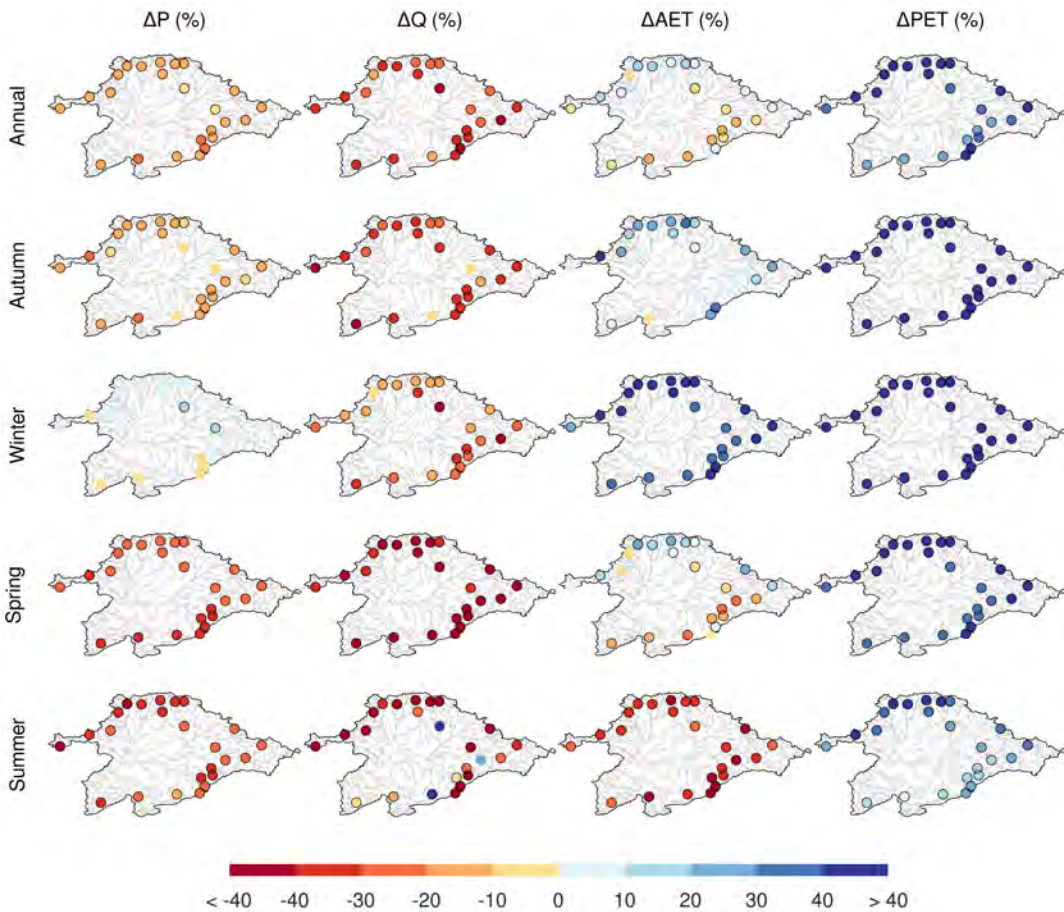 ΔP (%) ΔQ (%) ΔAET (%) ΔPET (%)
Annual
Autumn
Winter
Spring
Summer
< -40 -40 -30 -20 -10 0 10 20 30 40 > 40